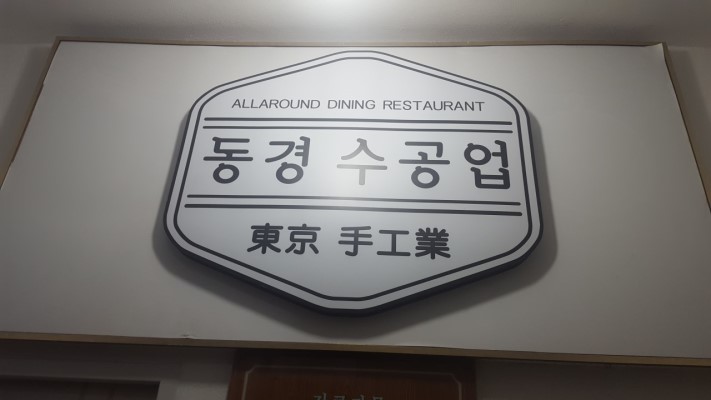 ALLAROUND DINING RESTAURANT
동경 수공업
東京 手工業